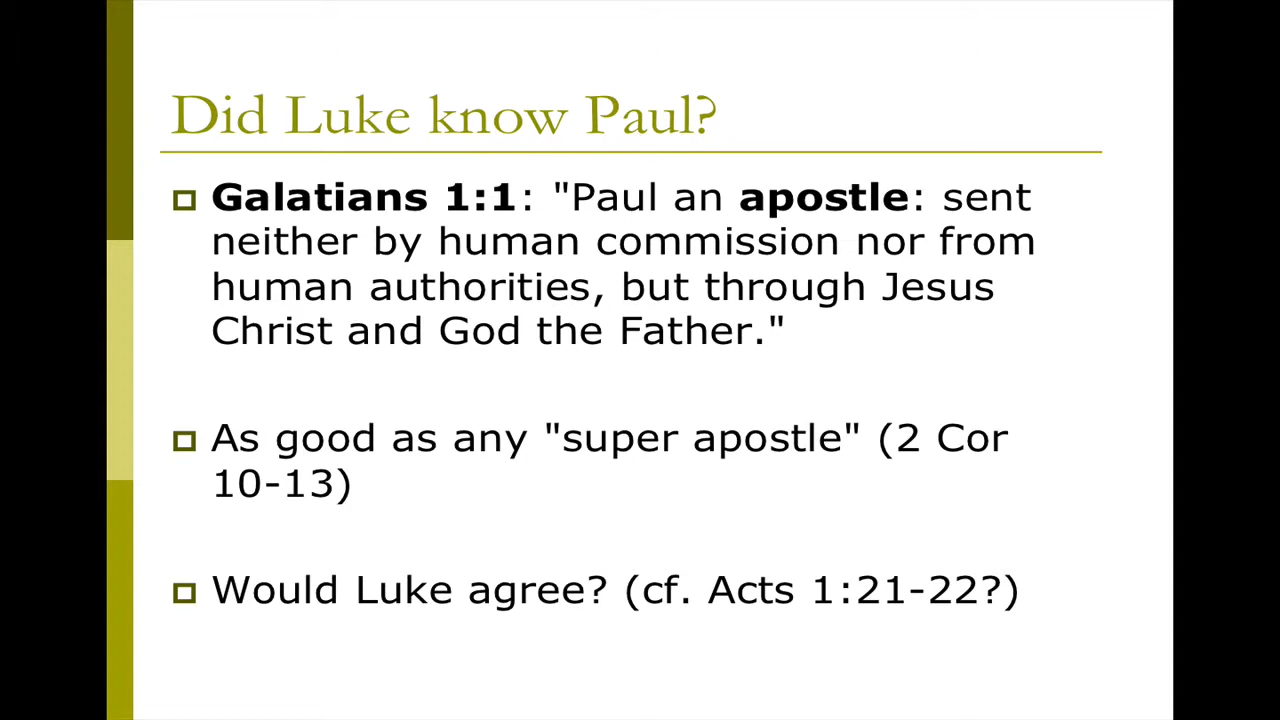 Did Luke know Paul?
Galatians 1:1: "Paul an apostle: sent
neither by human commission nor from
human authorities, but through Jesus
Christ and God the Father."
As good as any "super apostle" (2 Cor
10-13)
Would Luke agree? (cf. Acts 1:21-22?)